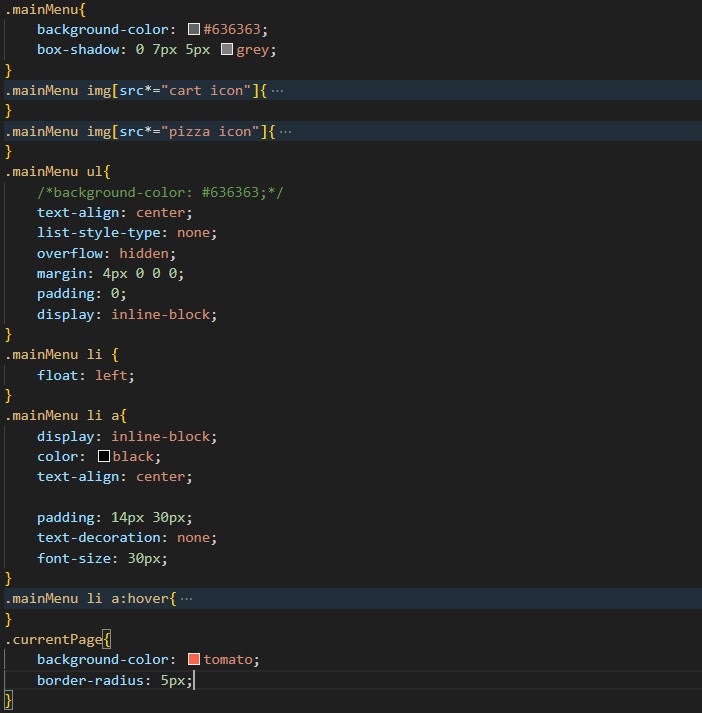 .mainMenu{
    background-color: #636363;
    box-shadow: 0 7px 5px grey;
}
.mainMenu img[src*="cart icon"]{ ···
}
.mainMenu img[src*="pizza icon"]{ ···
}
.mainMenu ul{
    /*background-color: #636363;*/
    text-align: center;
    list-style-type: none;
    overflow: hidden;
    margin: 4px 0 0 0;
    padding: 0;
    display: inline-block;
}
.mainMenu li {
    float: left;
}
.mainMenu li a{
    display: inline-block;
    color: black;
    text-align: center;

    padding: 14px 30px;
    text-decoration: none;
    font-size: 30px;
}
.mainMenu li a:hover{ ···
}
.currentPage{
    background-color: tomato;
    border-radius: 5px;
}